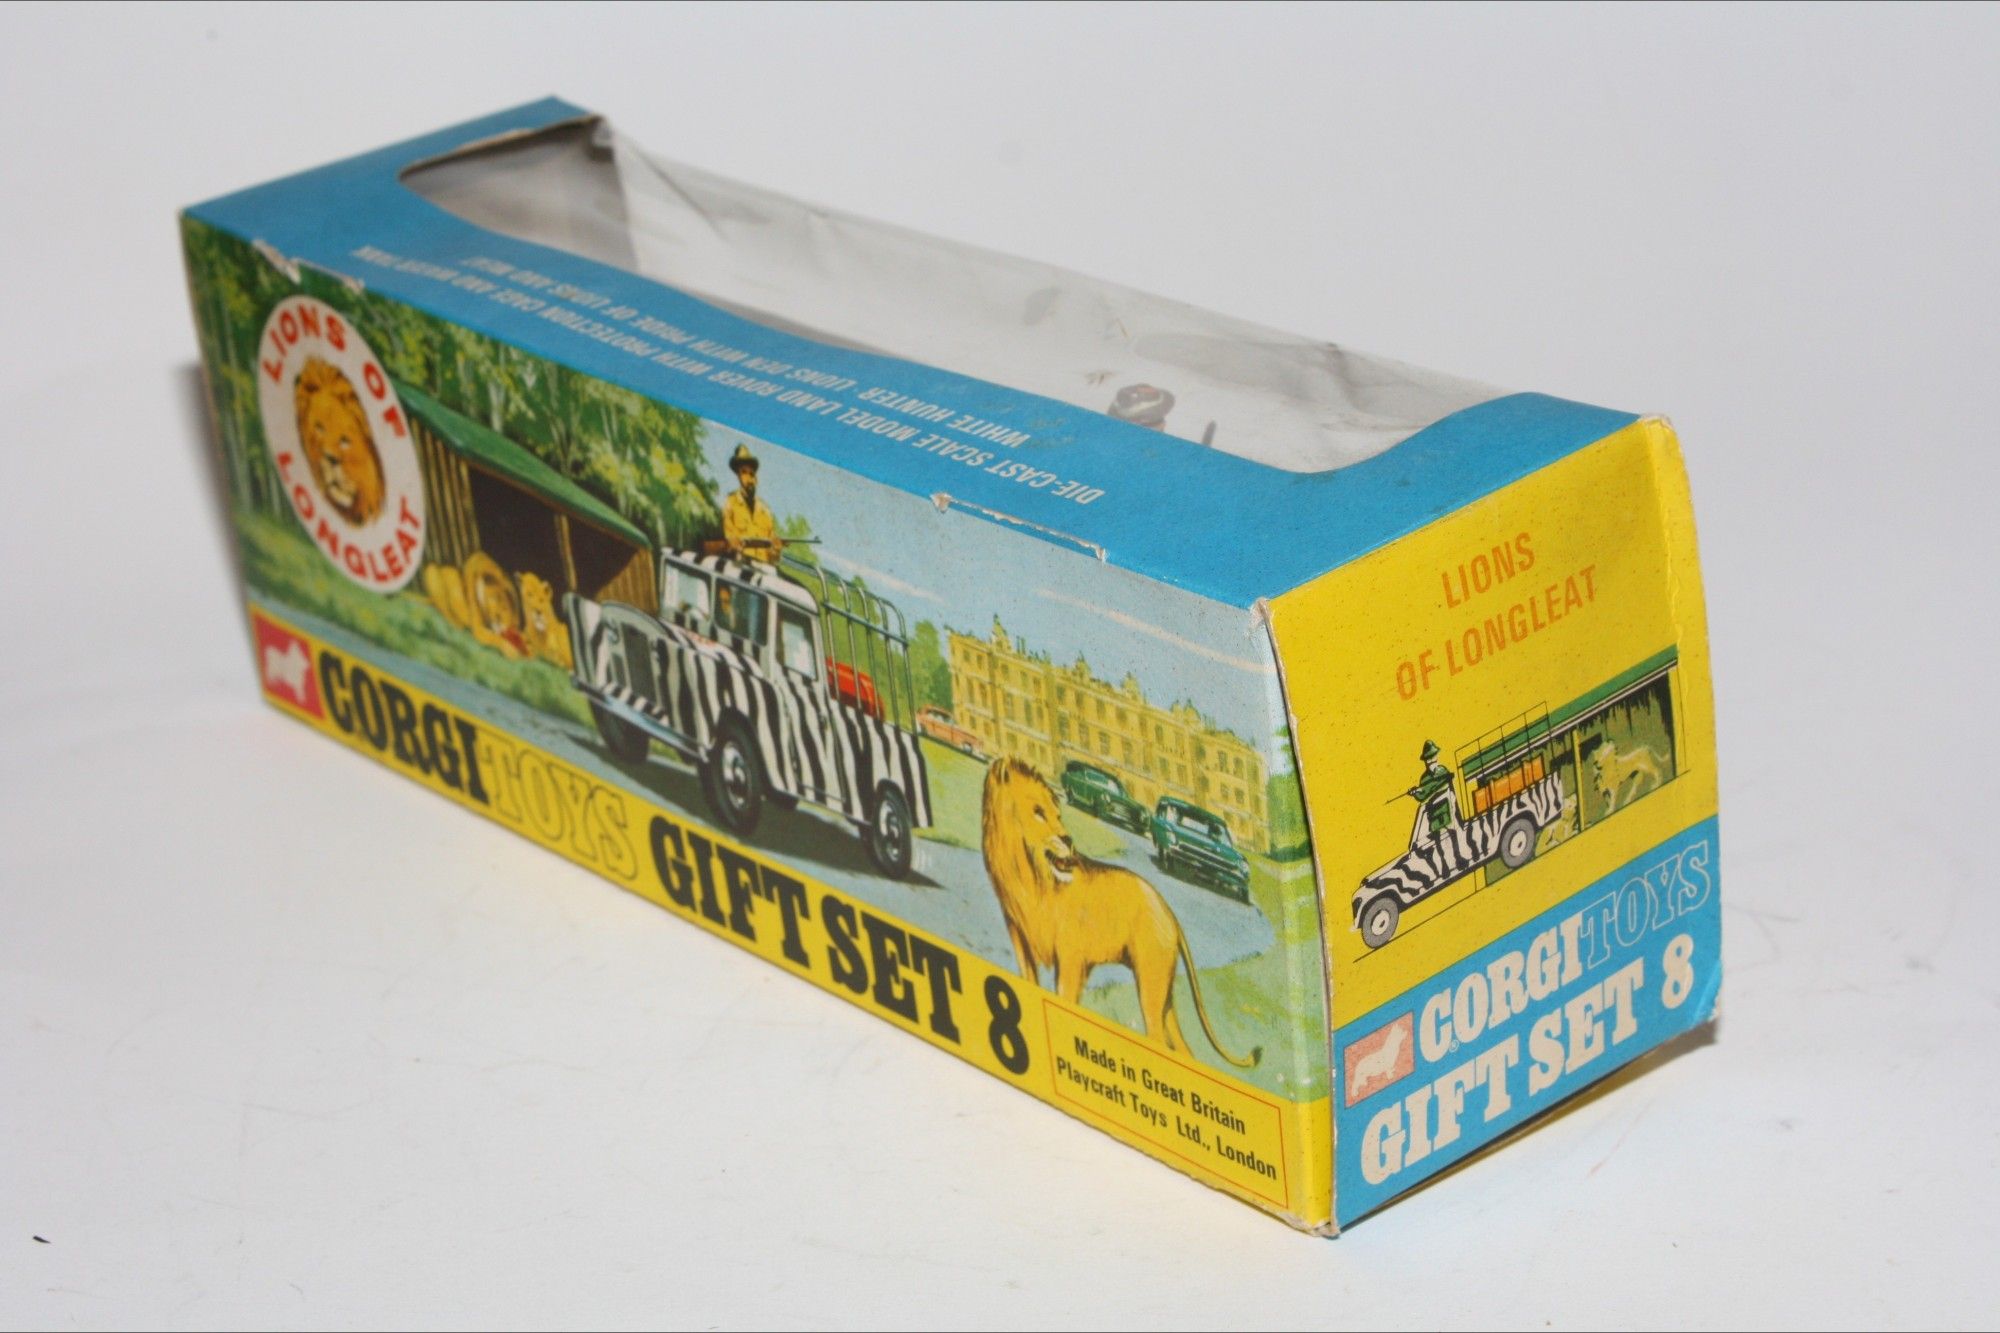 DIE-CAST SCALE MODEL LAND ROVER WITH PROTECTION CAGE AND WATER TANK
WHITE HUNTER LIONS DEN WITH PRIDE OF LIONS AND MEAT
LIONS OF
LONGLEAT
CORGI TOYS GIFT SET 8
Made in Great Britain
Playcraft Toys Ltd., London
LIONS
OF LONGLEAT
CORGI TOYS
®
GIFT SET 8